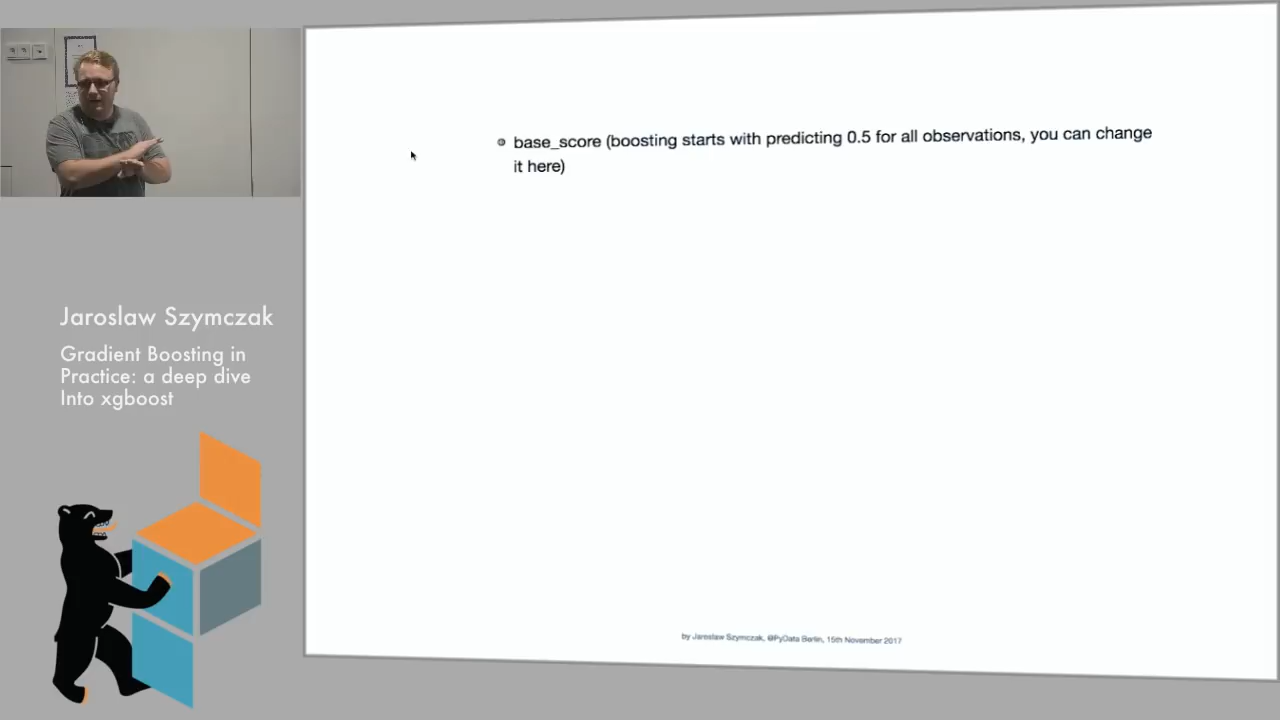 Jaroslaw Szymczak
Gradient Boosting in
Practice: a deep dive
Into xgboost
base_score (boosting starts with predicting 0.5 for all observations, you can change
it here)
by Jaroslaw Szymczak, @PyData Berlin, 15th November 2017